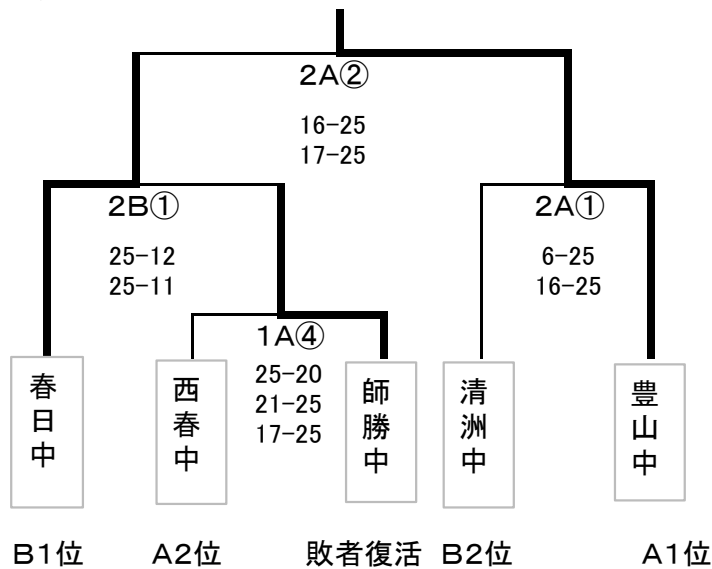 2A②
16-25
17-25
2B①
25-12
25-11
2A①
6-25
16-25
1A④
25-20
21-25
17-25
春日中
西春中
師勝中
清洲中
豊山中
B1位
A2位
敗者復活
B2位
A1位